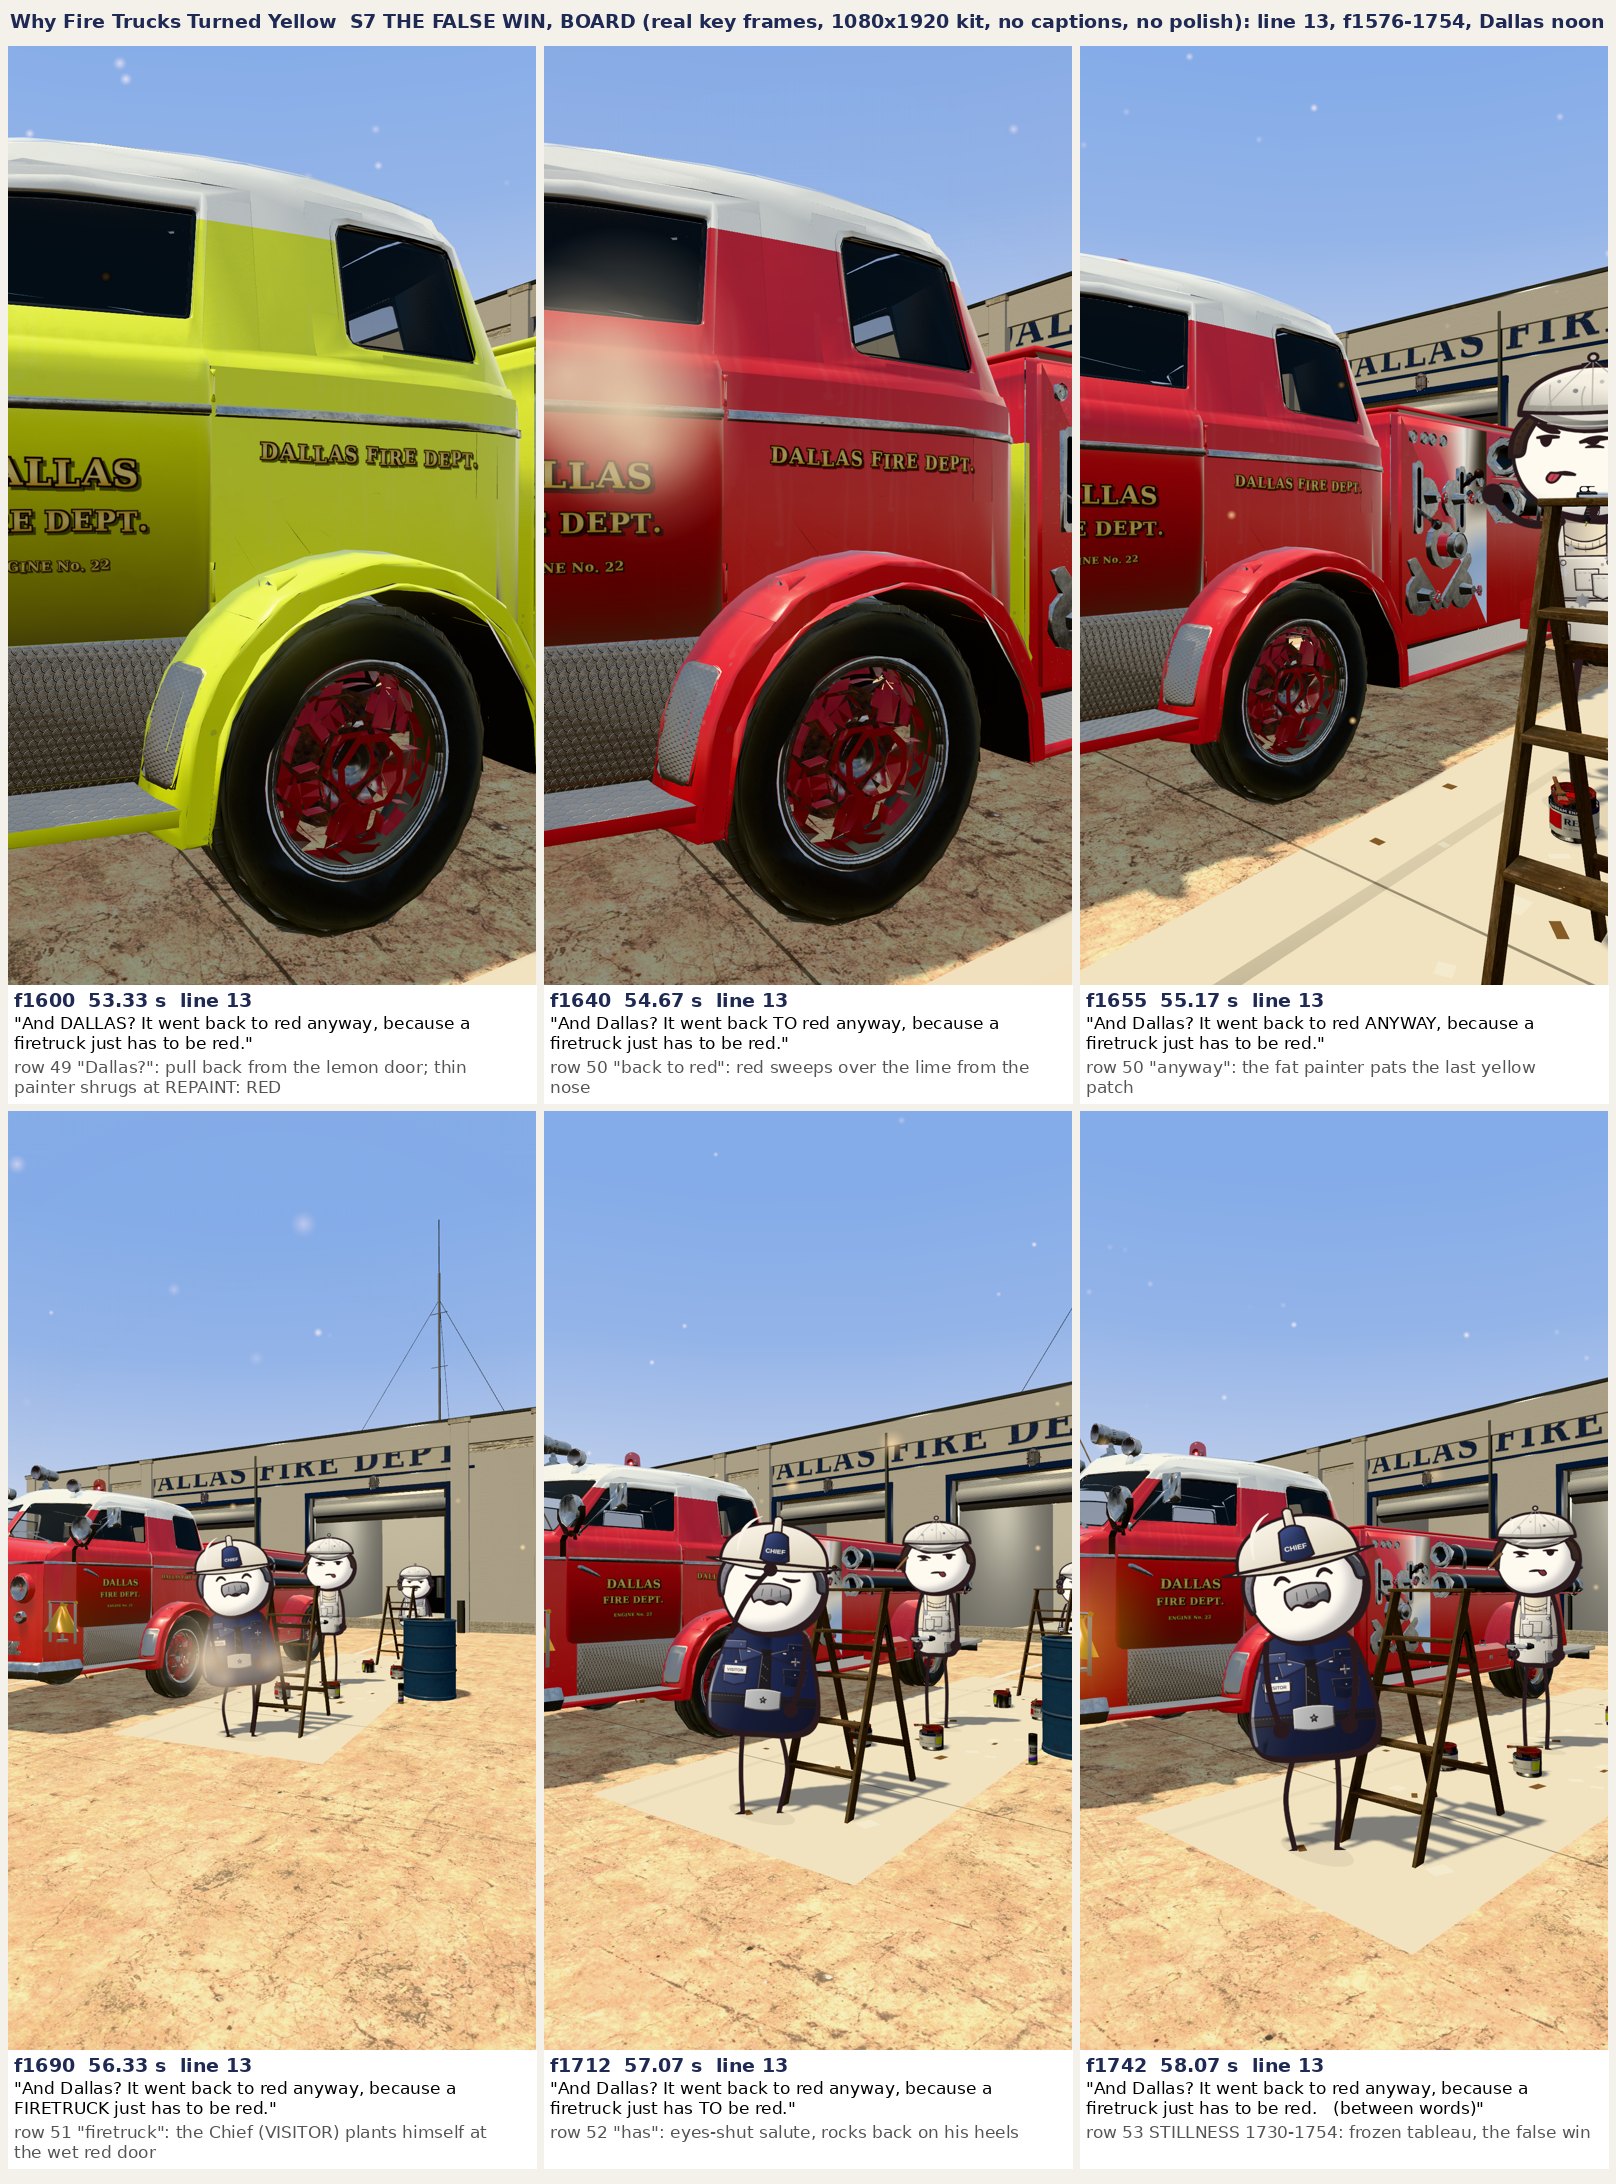 Why Fire Trucks Turned Yellow  S7 THE FALSE WIN, BOARD (real key frames, 1080x1920 kit, no captions, no polish): line 13, f1576-1754, Dallas noon
DALLAS FIRE DEPT.
ALLAS
E DEPT.
GINE No. 22
f1600  53.33 s  line 13
"And DALLAS? It went back to red anyway, because a
firetruck just has to be red."
row 49 "Dallas?": pull back from the lemon door; thin
painter shrugs at REPAINT: RED
ALLAS
DALLAS FIRE DEPT.
LLAS
E DEPT.
NE No. 22
f1640  54.67 s  line 13
"And Dallas? It went back TO red anyway, because a
firetruck just has to be red."
row 50 "back to red": red sweeps over the lime from the
nose
ALLAS FIR
DALLAS FIRE DEPT.
LLAS
DEPT.
NE No. 22
RE
f1655  55.17 s  line 13
"And Dallas? It went back to red ANYWAY, because a
firetruck just has to be red."
row 50 "anyway": the fat painter pats the last yellow
patch
ALLAS FIRE DEPT
CHIEF
DALLAS
FIRE DEPT.
f1690  56.33 s  line 13
"And Dallas? It went back to red anyway, because a
FIRETRUCK just has to be red."
row 51 "firetruck": the Chief (VISITOR) plants himself at
the wet red door
ALLAS FIRE DE
CHIEF
DALLAS
FIRE DEPT.
ENGINE No. 22
VISITOR
f1712  57.07 s  line 13
"And Dallas? It went back to red anyway, because a
firetruck just has TO be red."
row 52 "has": eyes-shut salute, rocks back on his heels
ALLAS FIRE
CHIEF
DALLAS
FIRE DEPT.
ENGINE No. 22
SITOR
f1742  58.07 s  line 13
"And Dallas? It went back to red anyway, because a
firetruck just has to be red.   (between words)"
row 53 STILLNESS 1730-1754: frozen tableau, the false win